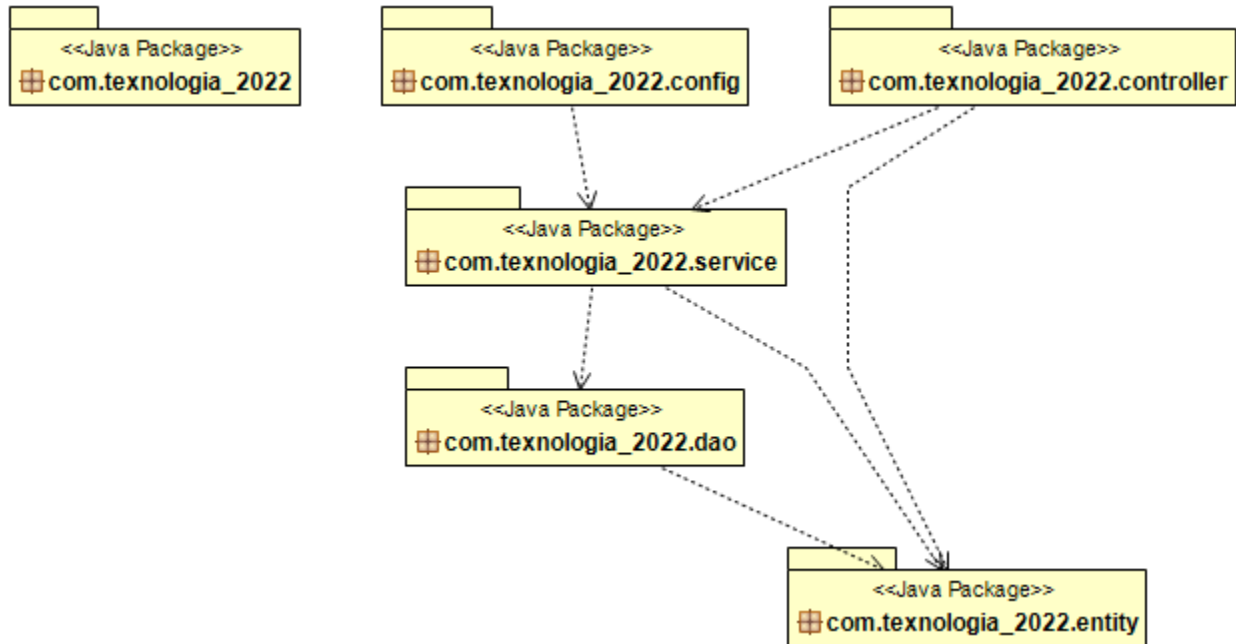 <<Java Package>>
com.texnologia_2022
<<Java Package>>
com.texnologia_2022.config
<<Java Package>>
com.texnologia_2022.controller
<<Java Package>>
com.texnologia_2022.service
<<Java Package>>
com.texnologia_2022.dao
<<Java Package>>
com.texnologia_2022.entity